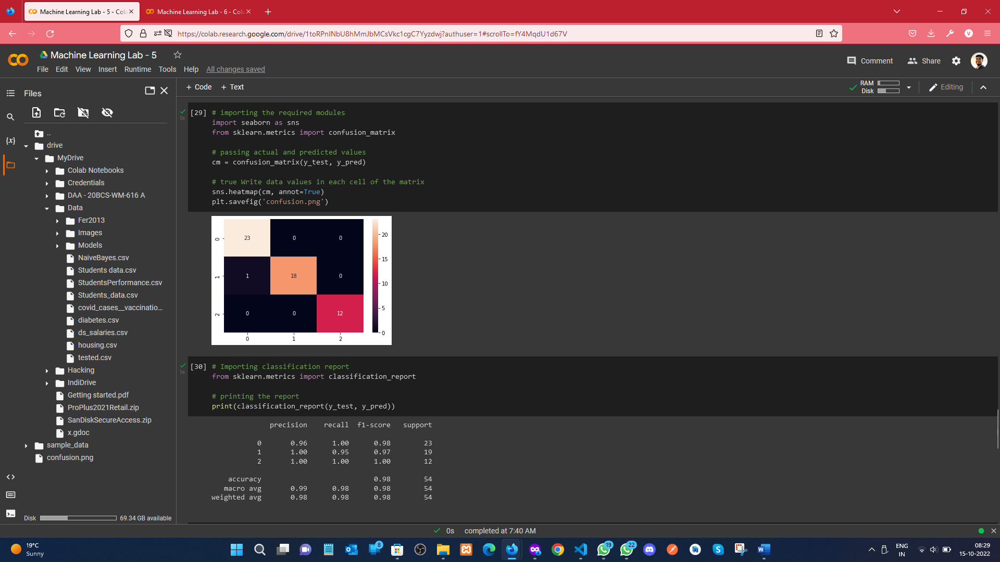 Machine Learning Lab - 5 - Cola
Machine Learning Lab - 6 - Cola
https://colab.research.google.com/drive/1toRPnINbU8hMmJbMCsVkc1cgC7Yyzdwj?authuser=1#scrollTo=fY4MqdU1d67V
CO
Machine Learning Lab - 5
File Edit View Insert Runtime Tools Help All changes saved
Comment Share
Files
+ Code + Text
RAM
Disk
Editing
{x}
..
drive
MyDrive
Colab Notebooks
Credentials
DAA - 20BCS-WM-616 A
Data
Fer2013
Images
Models
NaiveBayes.csv
Students data.csv
StudentsPerformance.csv
Students_data.csv
covid_cases__vaccinatio...
diabetes.csv
ds_salaries.csv
housing.csv
tested.csv
Hacking
IndiDrive
Getting started.pdf
ProPlus2021Retail.zip
SanDiskSecureAccess.zip
x.gdoc
sample_data
confusion.png
Disk 69.34 GB available
0s
[29] # importing the required modules
import seaborn as sns
from sklearn.metrics import confusion_matrix
# passing actual and predicted values
cm = confusion_matrix(y_test, y_pred)
# true Write data values in each cell of the matrix
sns.heatmap(cm, annot=True)
plt.savefig('confusion.png')
0 23 0 0
1 1 18 0
2 0 0 12
0 1 2
20
15
10
5
0
0s
[30] # Importing classification report
from sklearn.metrics import classification_report
# printing the report
print(classification_report(y_test, y_pred))
precision recall f1-score support
0 0.96 1.00 0.98 23
1 1.00 0.95 0.97 19
2 1.00 1.00 1.00 12
accuracy 0.98 54
macro avg 0.99 0.98 0.98 54
weighted avg 0.98 0.98 0.98 54
0s completed at 7:40 AM
19°C
Sunny
8
19
22
ENG
IN
08:29
15-10-2022